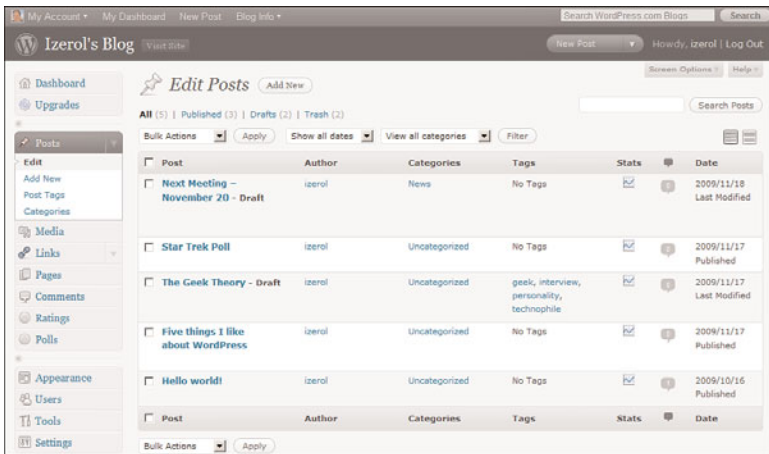 My Account My Dashboard New Post Blog Info Search WordPress.com Blogs Search
Izerol's Blog Visit Site New Post Howdy, izerol | Log Out
Screen Options Help
Dashboard
Upgrades
Posts
Edit
Add New
Post Tags
Categories
Media
Links
Pages
Comments
Ratings
Polls
Appearance
Users
Tools
Settings
Edit Posts Add New
Search Posts
All (5) | Published (3) | Drafts (2) | Trash (2)
Bulk Actions Apply Show all dates View all categories Filter
Post Author Categories Tags Stats Date
Next Meeting – izerol News No Tags 2009/11/18
November 20 - Draft Last Modified
Star Trek Poll izerol Uncategorized No Tags 2009/11/17
Published
The Geek Theory - Draft izerol Uncategorized geek, interview, 2009/11/17
personality, Last Modified
technophile
Five things I like izerol Uncategorized No Tags 2009/11/17
about WordPress Published
Hello world! izerol Uncategorized No Tags 2009/10/16
Published
Post Author Categories Tags Stats Date
Bulk Actions Apply